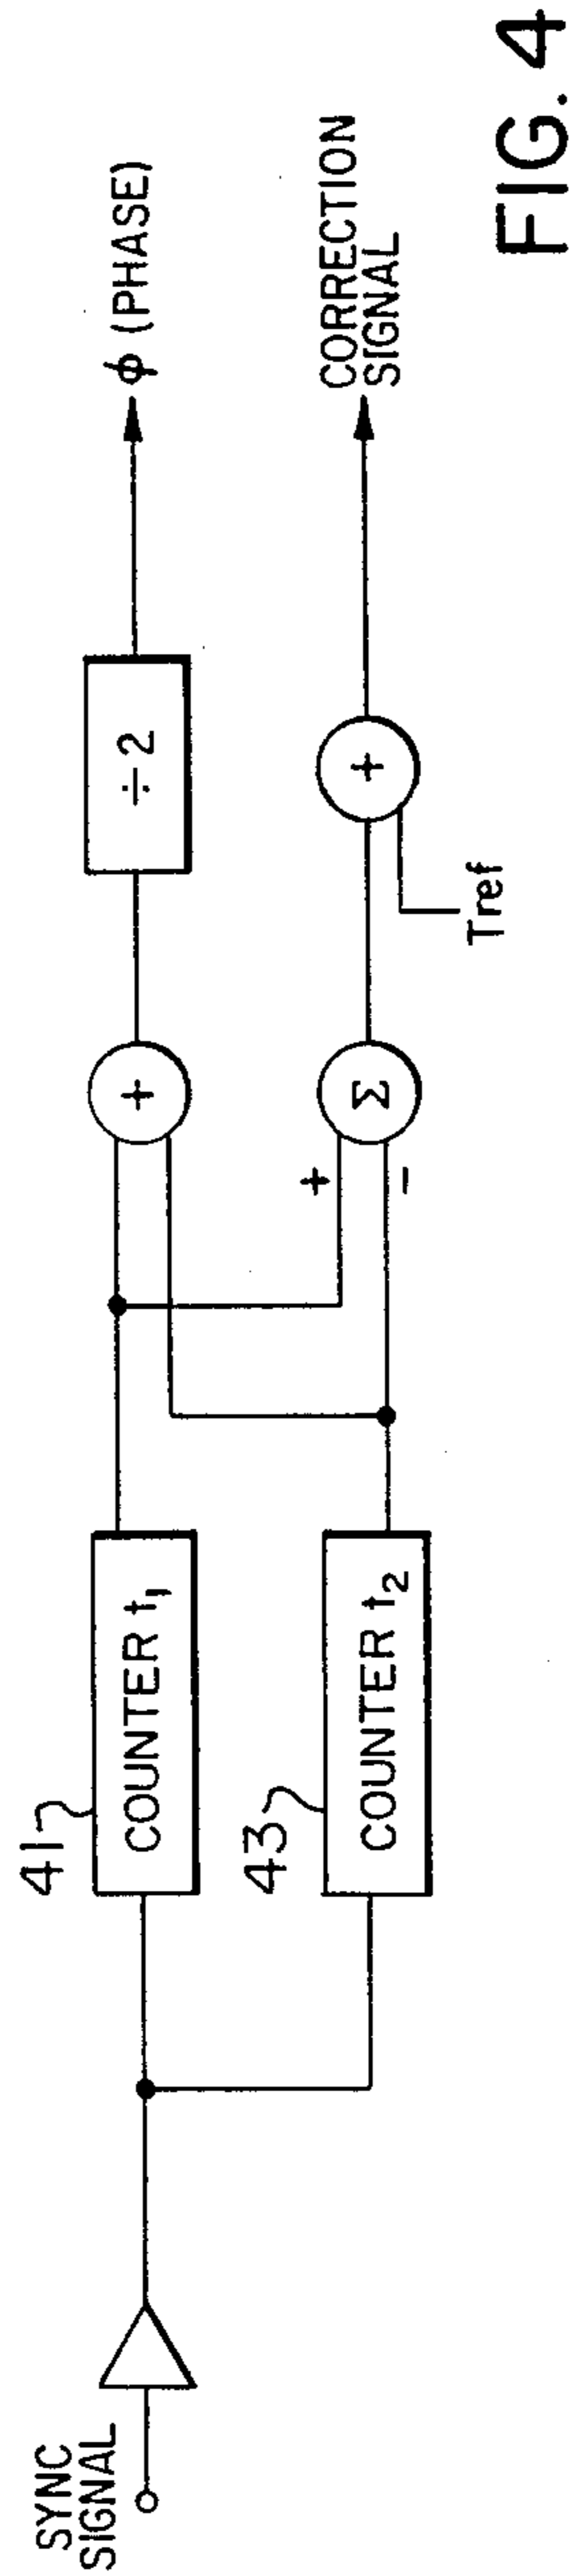 SYNC
SIGNAL
41
COUNTER t1
43
COUNTER t2
+
÷2
ϕ (PHASE)
+
−
Σ
+
Tref
CORRECTION
SIGNAL
FIG. 4